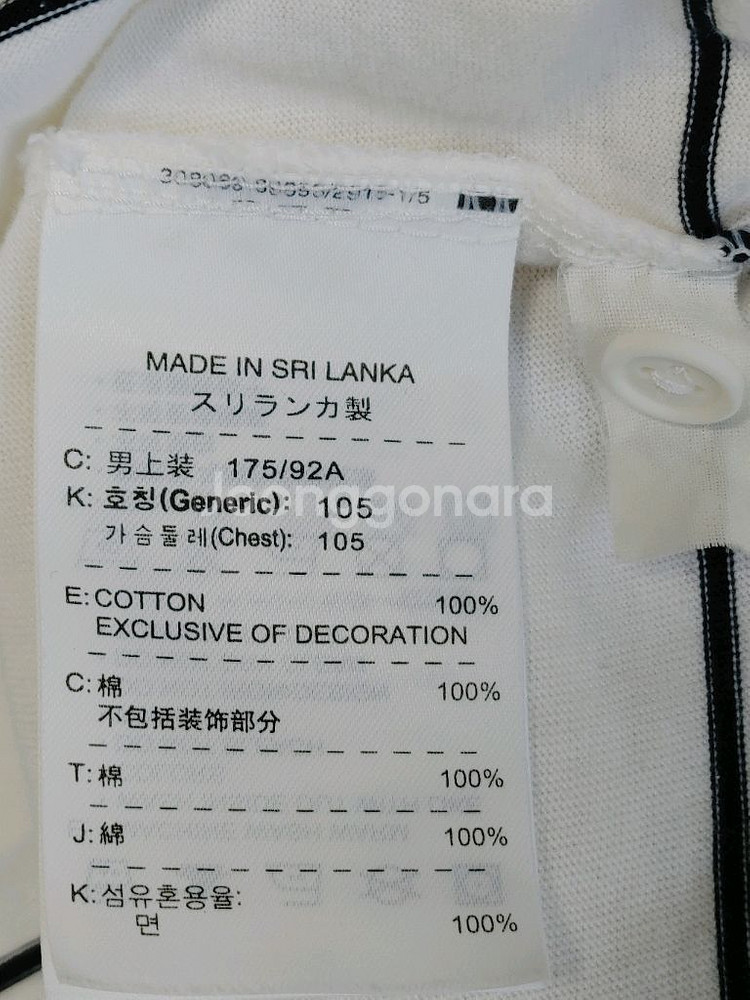 MADE IN SRI LANKA
スリランカ製
C: 男上装 175/92A
K: 호칭(Generic): 105
가슴둘레(Chest): 105
joonggonara
E: COTTON 100%
EXCLUSIVE OF DECORATION
C: 棉 100%
不包括装饰部分
T: 棉 100%
J: 綿 100%
K: 섬유혼용율:
면 100%